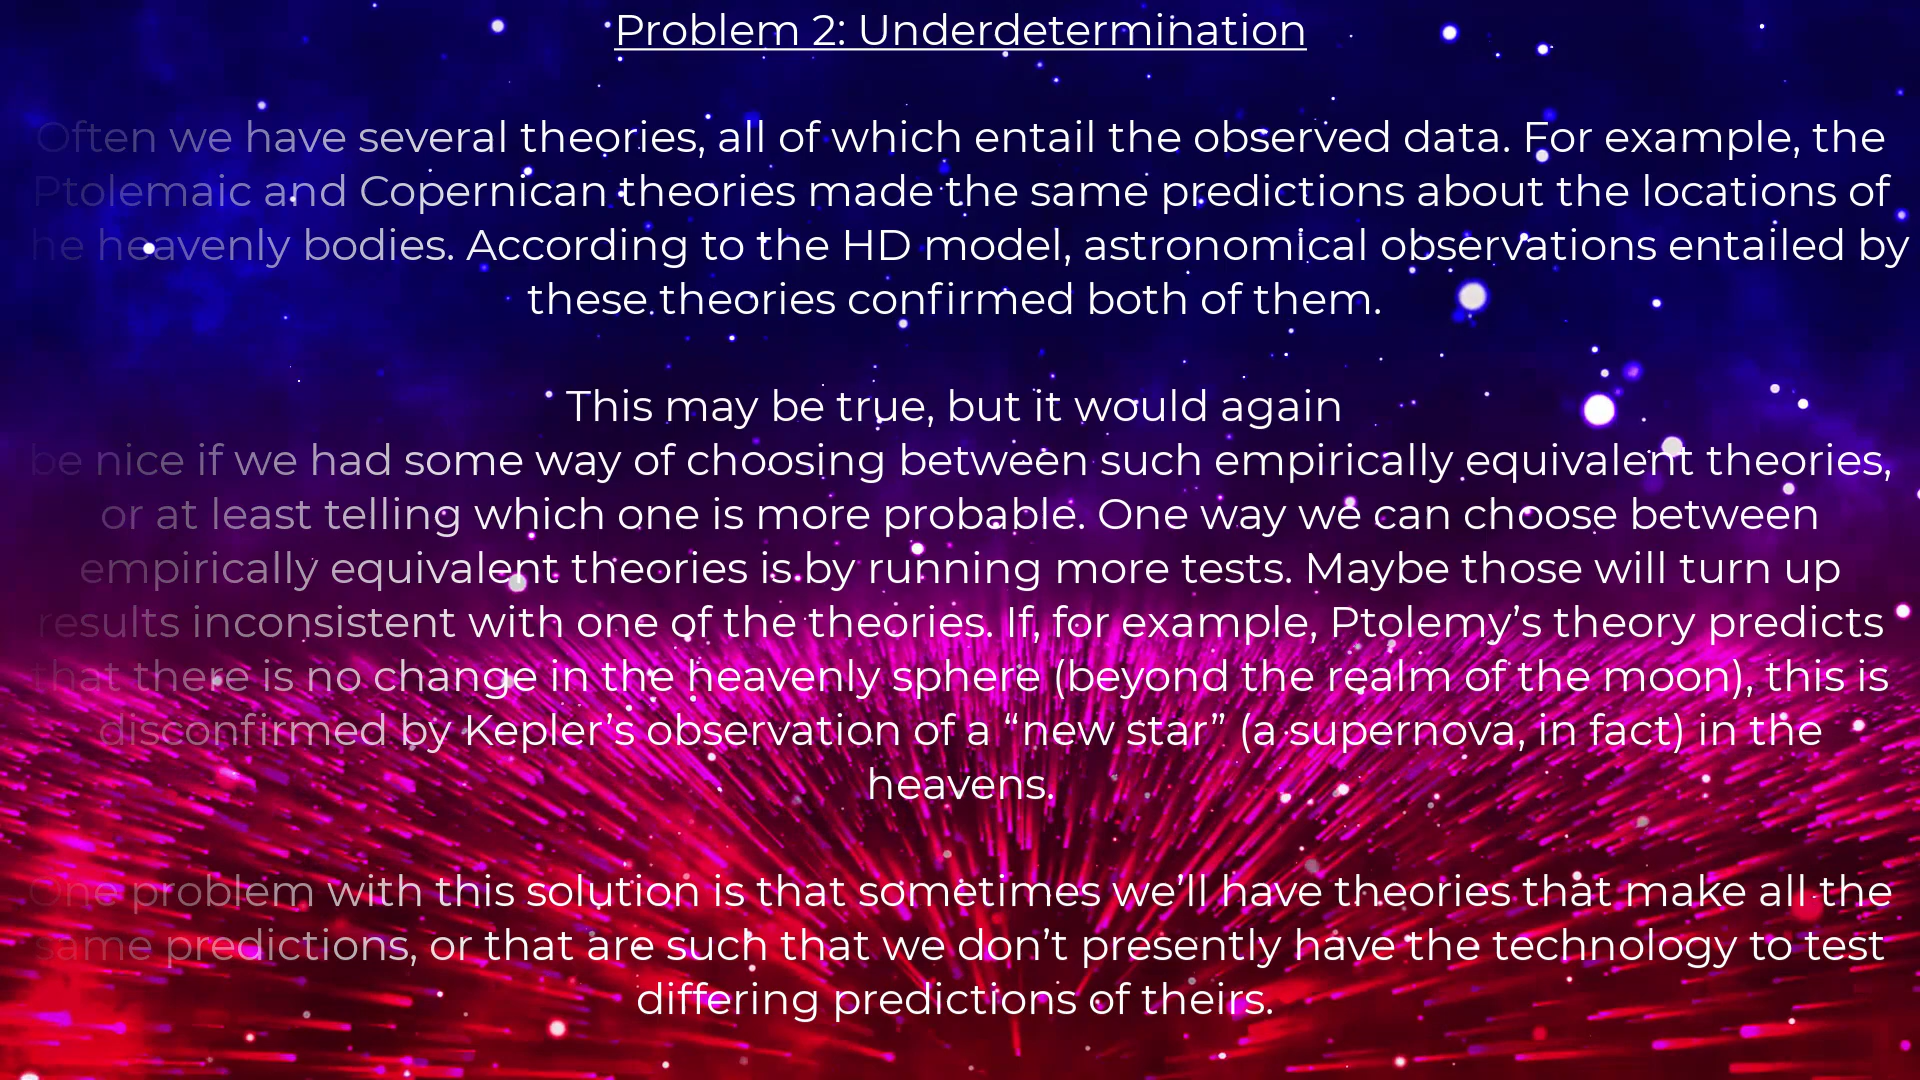 Problem 2: Underdetermination
Often we have several theories, all of which entail the observed data. For example, the
Ptolemaic and Copernican theories made the same predictions about the locations of
he heavenly bodies. According to the HD model, astronomical observations entailed by
these theories confirmed both of them.
This may be true, but it would again
be nice if we had some way of choosing between such empirically equivalent theories,
or at least telling which one is more probable. One way we can choose between
empirically equivalent theories is by running more tests. Maybe those will turn up
results inconsistent with one of the theories. If, for example, Ptolemy’s theory predicts
that there is no change in the heavenly sphere (beyond the realm of the moon), this is
disconfirmed by Kepler’s observation of a “new star” (a supernova, in fact) in the
heavens.
One problem with this solution is that sometimes we’ll have theories that make all the
same predictions, or that are such that we don’t presently have the technology to test
differing predictions of theirs.